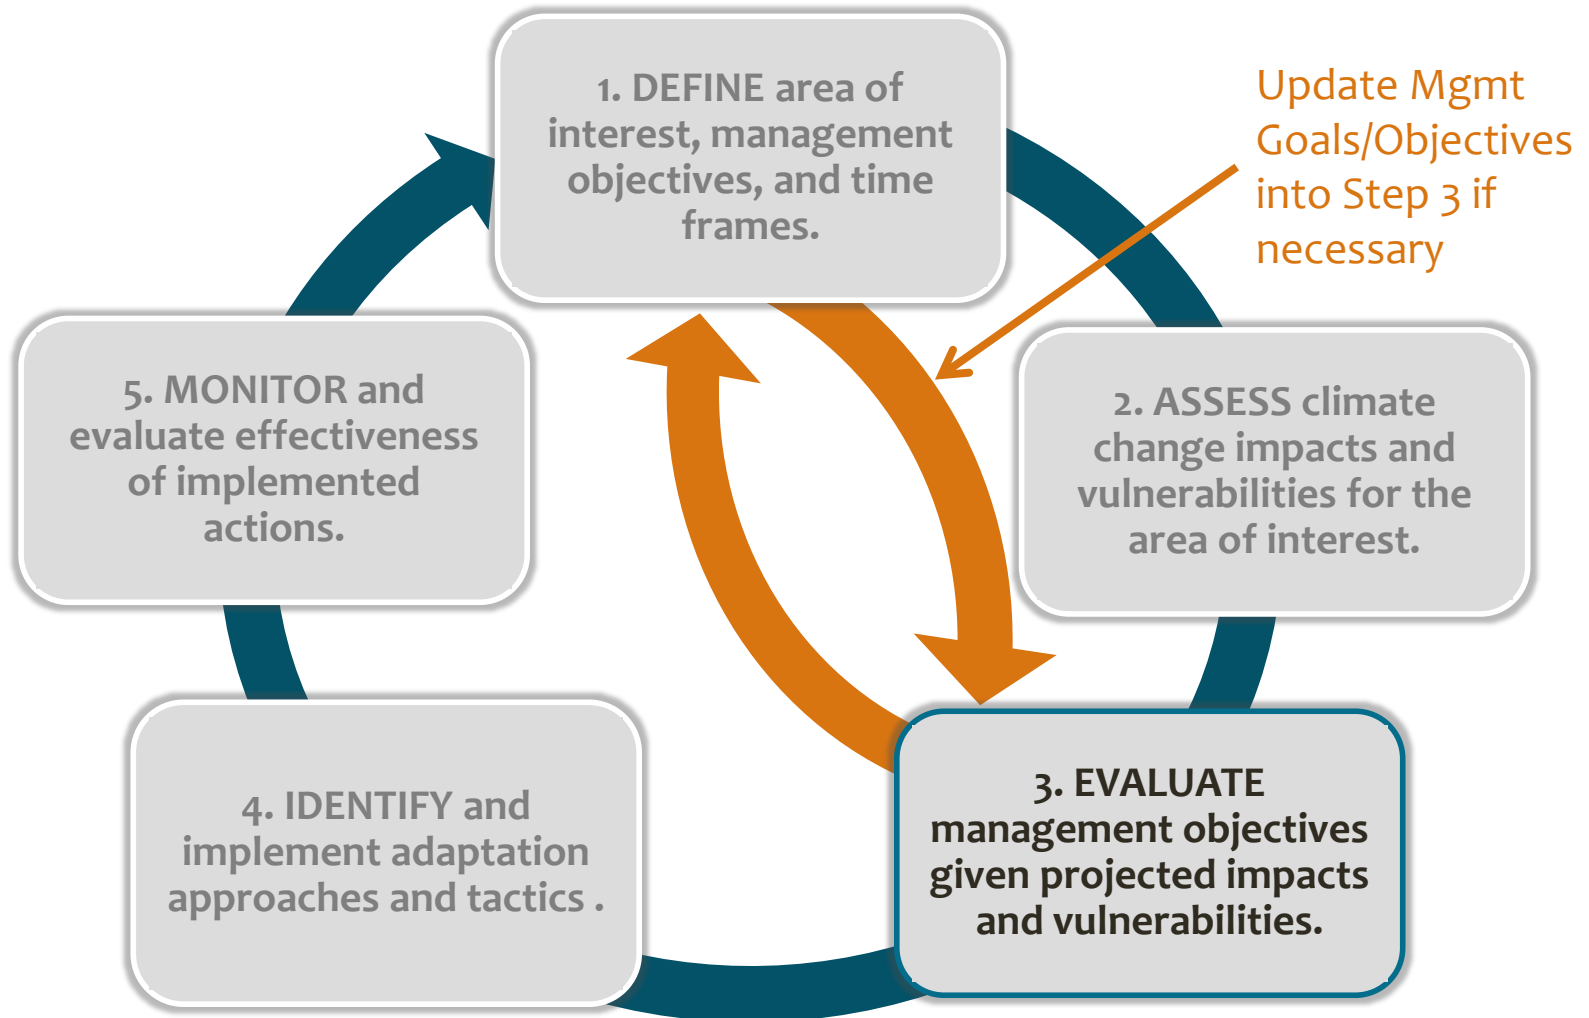 1. DEFINE area of
interest, management
objectives, and time
frames.
Update Mgmt
Goals/Objectives
into Step 3 if
necessary
2. ASSESS climate
change impacts and
vulnerabilities for the
area of interest.
3. EVALUATE
management objectives
given projected impacts
and vulnerabilities.
4. IDENTIFY and
implement adaptation
approaches and tactics .
5. MONITOR and
evaluate effectiveness
of implemented
actions.